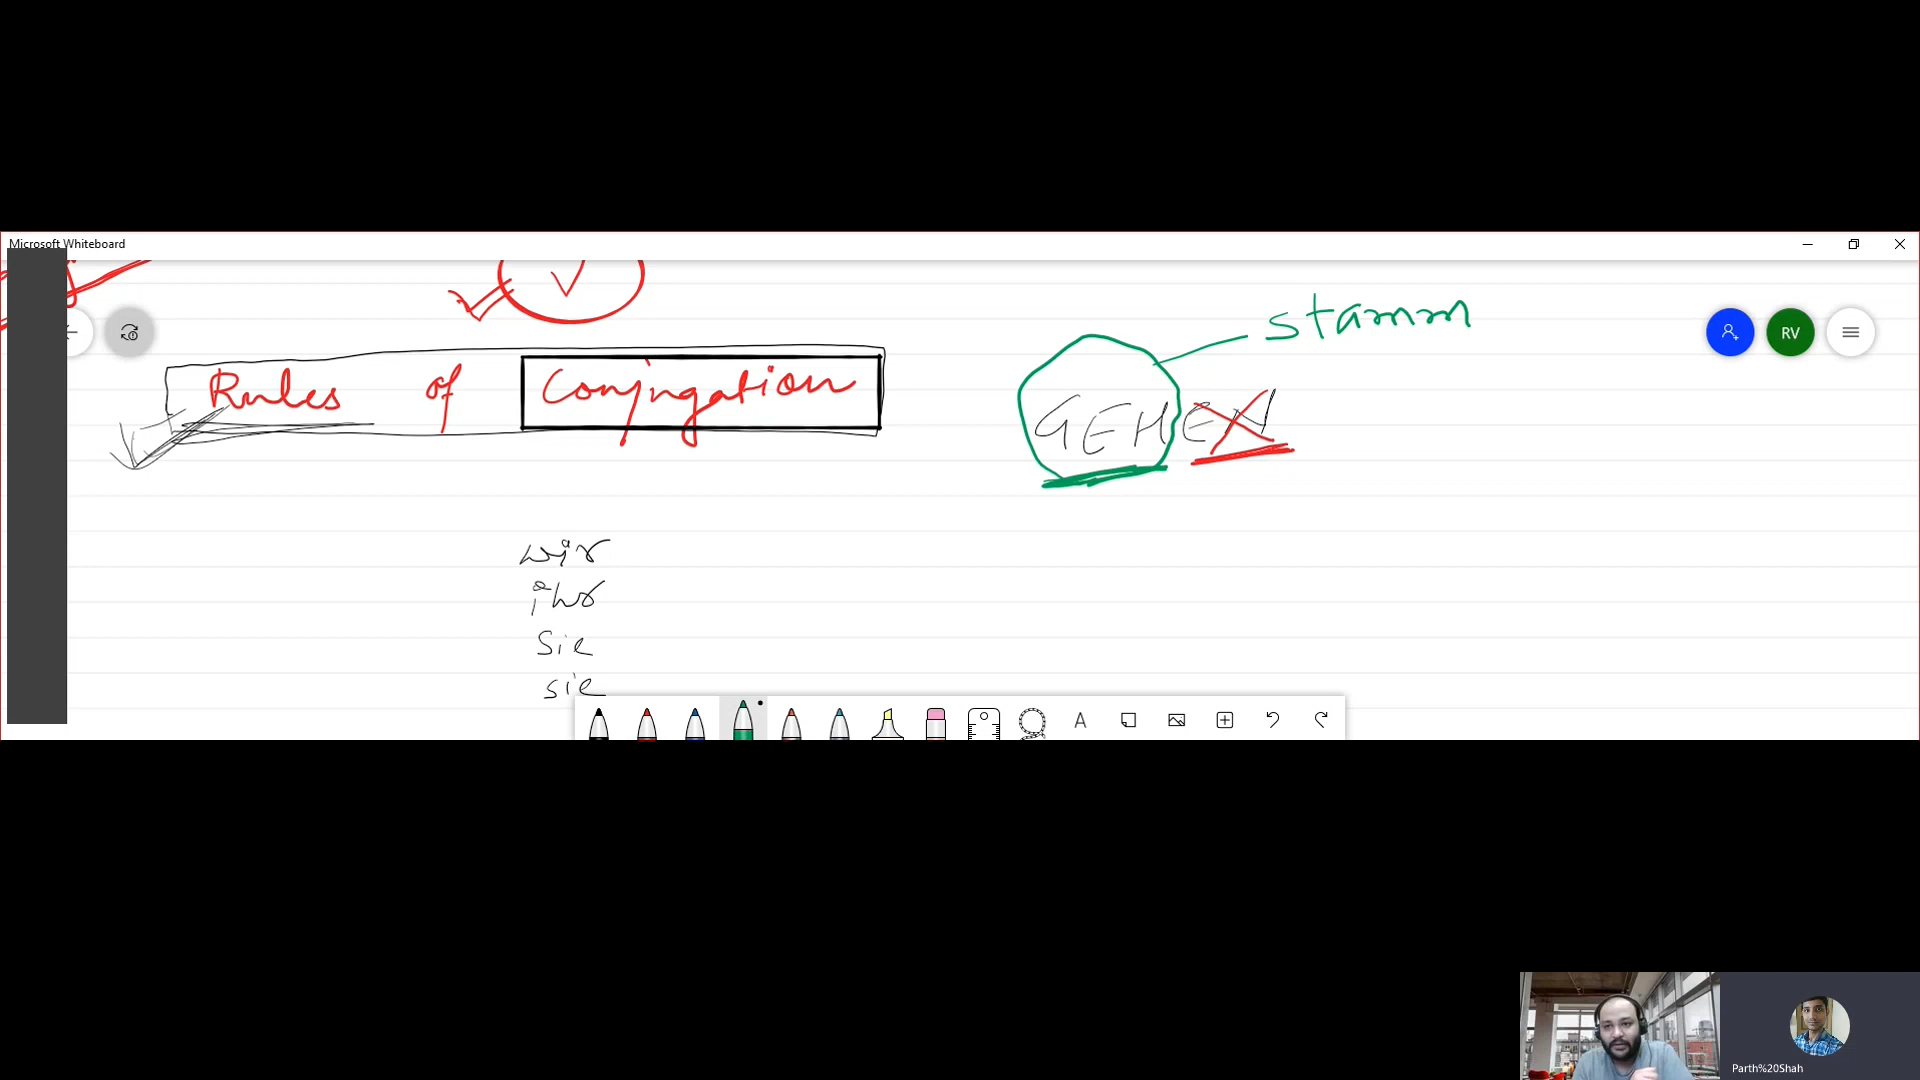 Microsoft Whiteboard
V
stamm
RV
Rules of Conjugation
GEHEN
wir
ihr
Sie
sie
A
Parth%20Shah